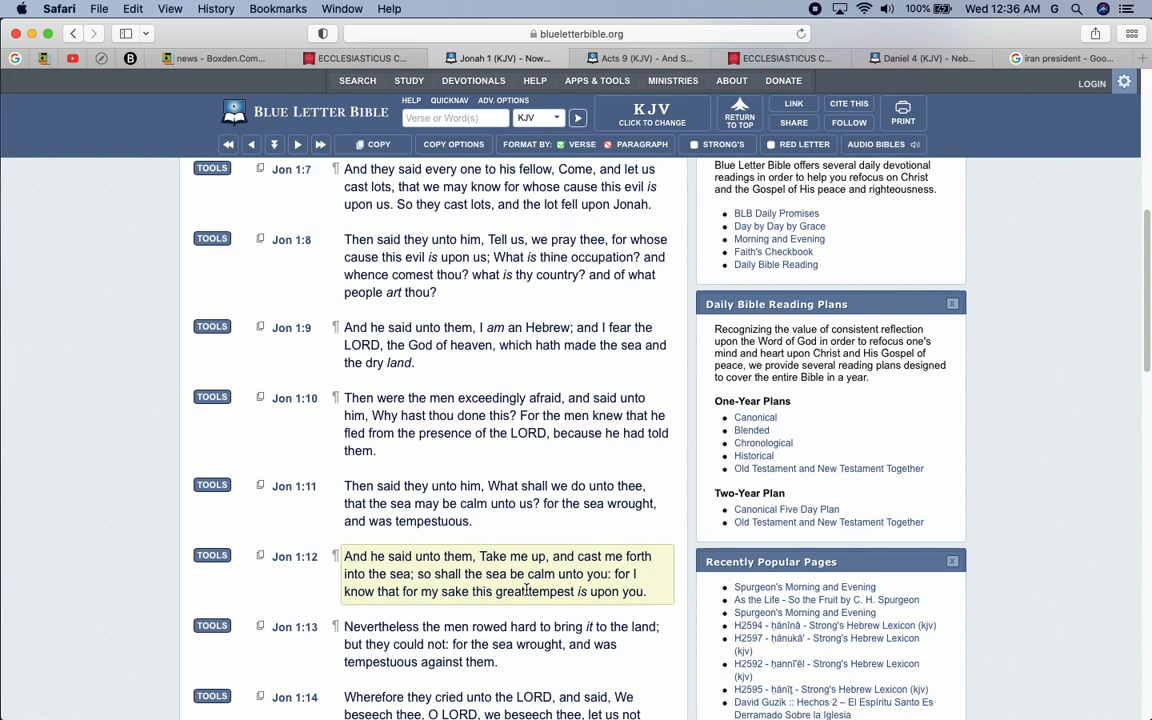 Safari File Edit View History Bookmarks Window Help 100% Wed 12:36 AM G
blueletterbible.org
news - Boxden.Com... ECCLESIASTICUS C... Jonah 1 (KJV) - Now... Acts 9 (KJV) - And S... ECCLESIASTICUS C... Daniel 4 (KJV) - Neb... iran president - Goo...
SEARCH STUDY DEVOTIONALS HELP APPS & TOOLS MINISTRIES ABOUT DONATE LOGIN
HELP QUICKNAV ADV. OPTIONS
BLUE LETTER BIBLE Verse or Word(s) KJV
KJV
CLICK TO CHANGE
RETURN
TO TOP
LINK CITE THIS
SHARE FOLLOW
PRINT
COPY COPY OPTIONS FORMAT BY: VERSE PARAGRAPH STRONG'S RED LETTER AUDIO BIBLES
TOOLS Jon 1:7 ¶ And they said every one to his fellow, Come, and let us
cast lots, that we may know for whose cause this evil is
upon us. So they cast lots, and the lot fell upon Jonah.
TOOLS Jon 1:8 Then said they unto him, Tell us, we pray thee, for whose
cause this evil is upon us; What is thine occupation? and
whence comest thou? what is thy country? and of what
people art thou?
TOOLS Jon 1:9 ¶ And he said unto them, I am an Hebrew; and I fear the
LORD, the God of heaven, which hath made the sea and
the dry land.
TOOLS Jon 1:10 ¶ Then were the men exceedingly afraid, and said unto
him, Why hast thou done this? For the men knew that he
fled from the presence of the LORD, because he had told
them.
TOOLS Jon 1:11 ¶ Then said they unto him, What shall we do unto thee,
that the sea may be calm unto us? for the sea wrought,
and was tempestuous.
TOOLS Jon 1:12 ¶ And he said unto them, Take me up, and cast me forth
into the sea; so shall the sea be calm unto you: for I
know that for my sake this great tempest is upon you.
TOOLS Jon 1:13 ¶ Nevertheless the men rowed hard to bring it to the land;
but they could not: for the sea wrought, and was
tempestuous against them.
TOOLS Jon 1:14 Wherefore they cried unto the LORD, and said, We
beseech thee, O LORD, we beseech thee, let us not
Blue Letter Bible offers several daily devotional
readings in order to help you refocus on Christ
and the Gospel of His peace and righteousness.
BLB Daily Promises
Day by Day by Grace
Morning and Evening
Faith's Checkbook
Daily Bible Reading
Daily Bible Reading Plans
Recognizing the value of consistent reflection
upon the Word of God in order to refocus one's
mind and heart upon Christ and His Gospel of
peace, we provide several reading plans designed
to cover the entire Bible in a year.
One-Year Plans
Canonical
Blended
Chronological
Historical
Old Testament and New Testament Together
Two-Year Plan
Canonical Five Day Plan
Old Testament and New Testament Together
Recently Popular Pages
Spurgeon's Morning and Evening
As the Life - So the Fruit by C. H. Spurgeon
Spurgeon's Morning and Evening
H2594 - ḥănînâ - Strong's Hebrew Lexicon (kjv)
H2597 - ḥănukâ' - Strong's Hebrew Lexicon
(kjv)
H2592 - ḥannî'ēl - Strong's Hebrew Lexicon
(kjv)
H2595 - ḥănîṯ - Strong's Hebrew Lexicon (kjv)
David Guzik :: Hechos 2 – El Espíritu Santo Es
Derramado Sobre la Iglesia